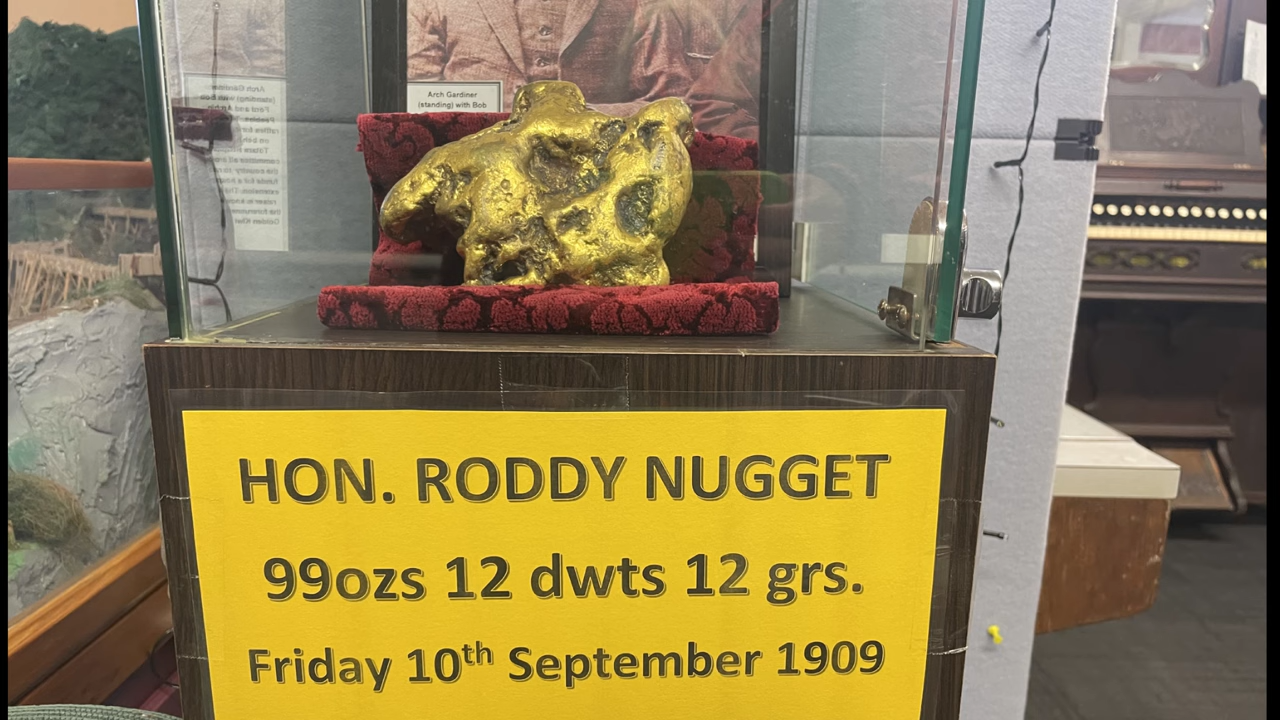 Arch Gardiner
(standing) with Bob
HON. RODDY NUGGET
99ozs 12 dwts 12 grs.
Friday 10th September 1909